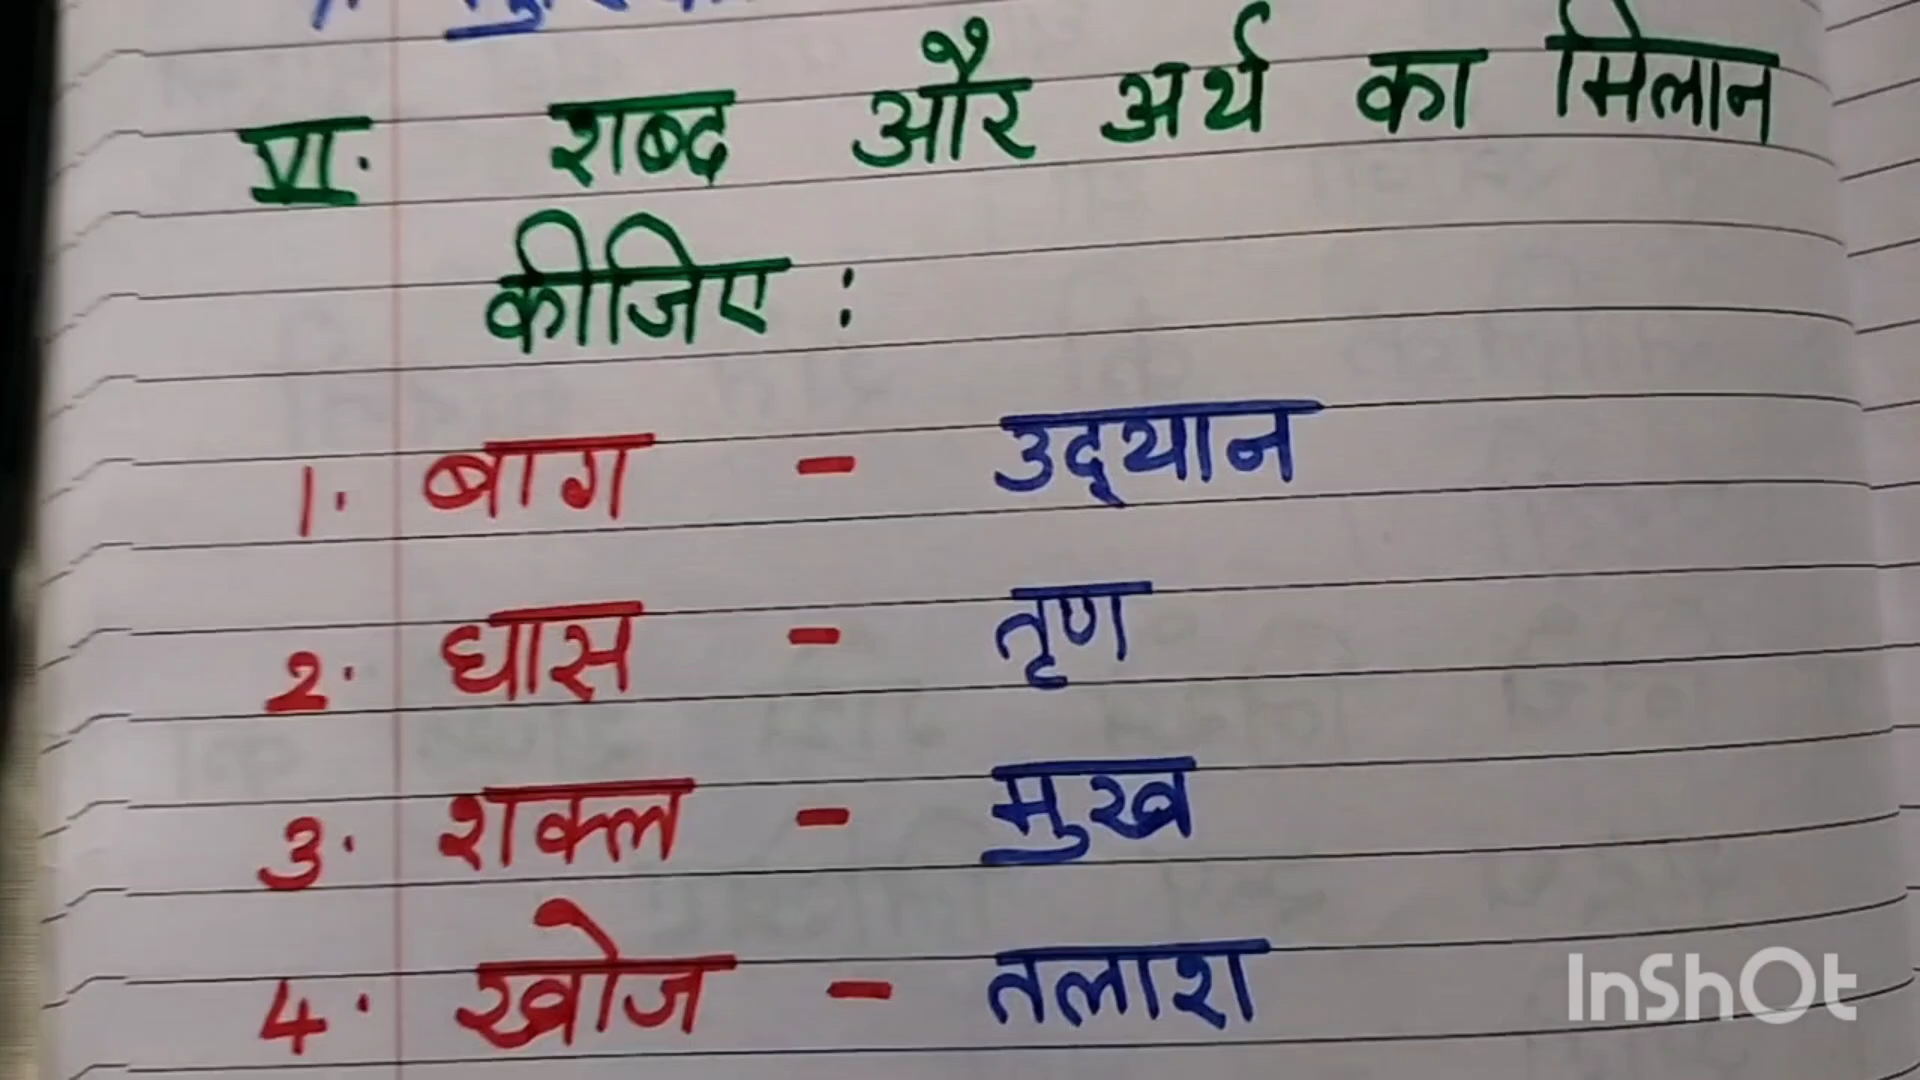 VI. शब्द और अर्थ का मिलान
कीजिए :
1. बाग - उद्‌यान
2. घास - तृण
3. शक्ल - मुख
4. खोज - तलाश
InShOt